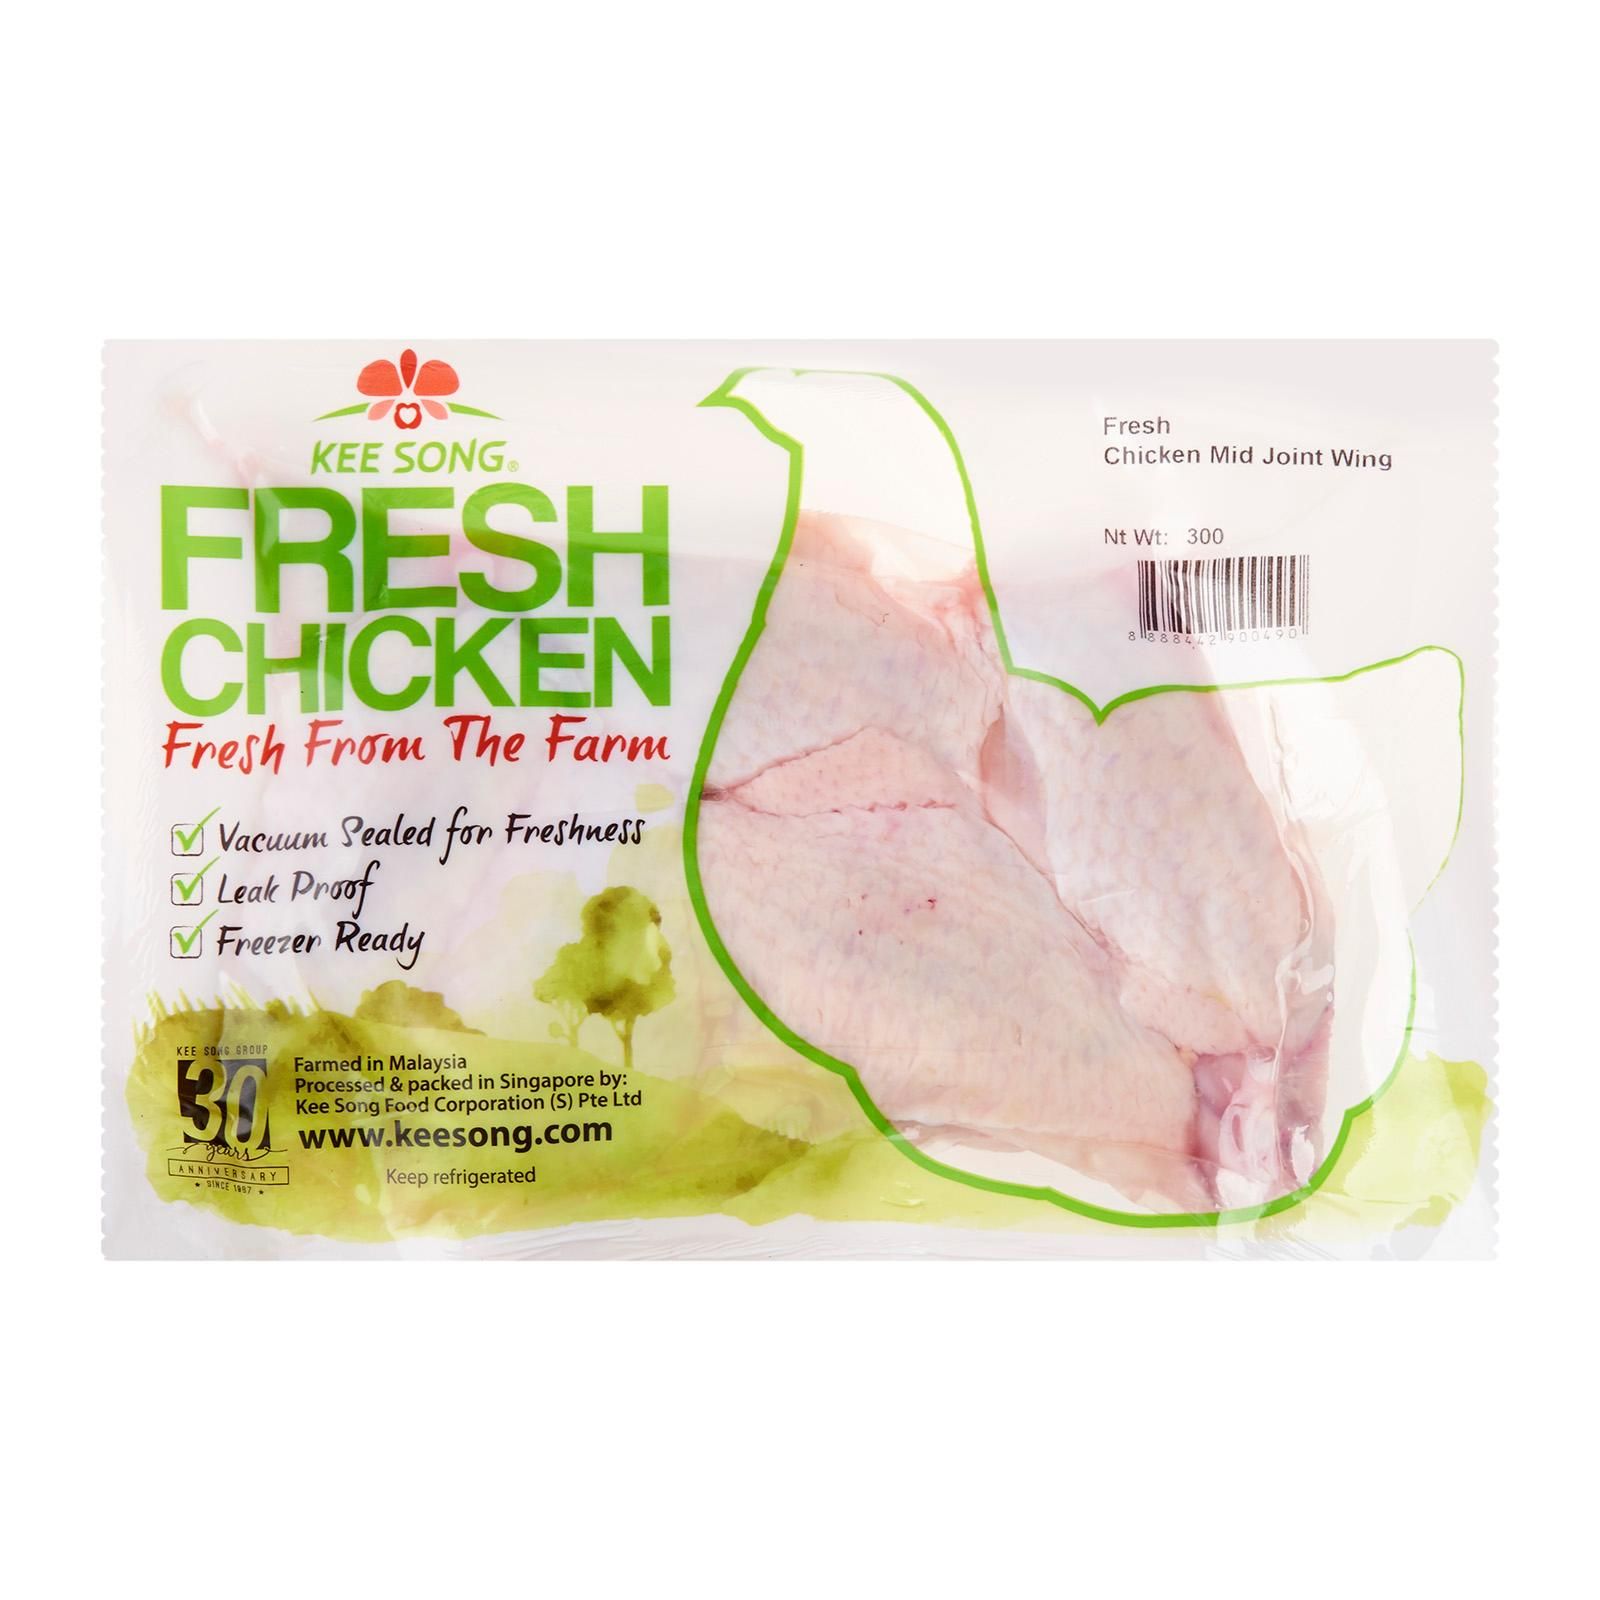 KEE SONG®
FRESH
CHICKEN
Fresh From The Farm
Vacuum Sealed for Freshness
Leak Proof
Freezer Ready
KEE SONG GROUP
30
years
ANNIVERSARY
★ SINCE 1987 ★
Farmed in Malaysia
Processed & packed in Singapore by:
Kee Song Food Corporation (S) Pte Ltd
www.keesong.com
Keep refrigerated
Fresh
Chicken Mid Joint Wing
Nt Wt: 300
8 888442 900490